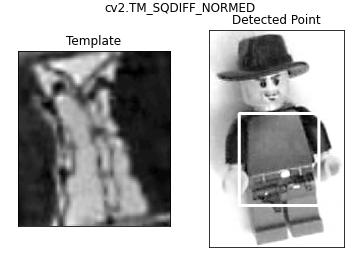 cv2.TM_SQDIFF_NORMED
Template
Detected Point